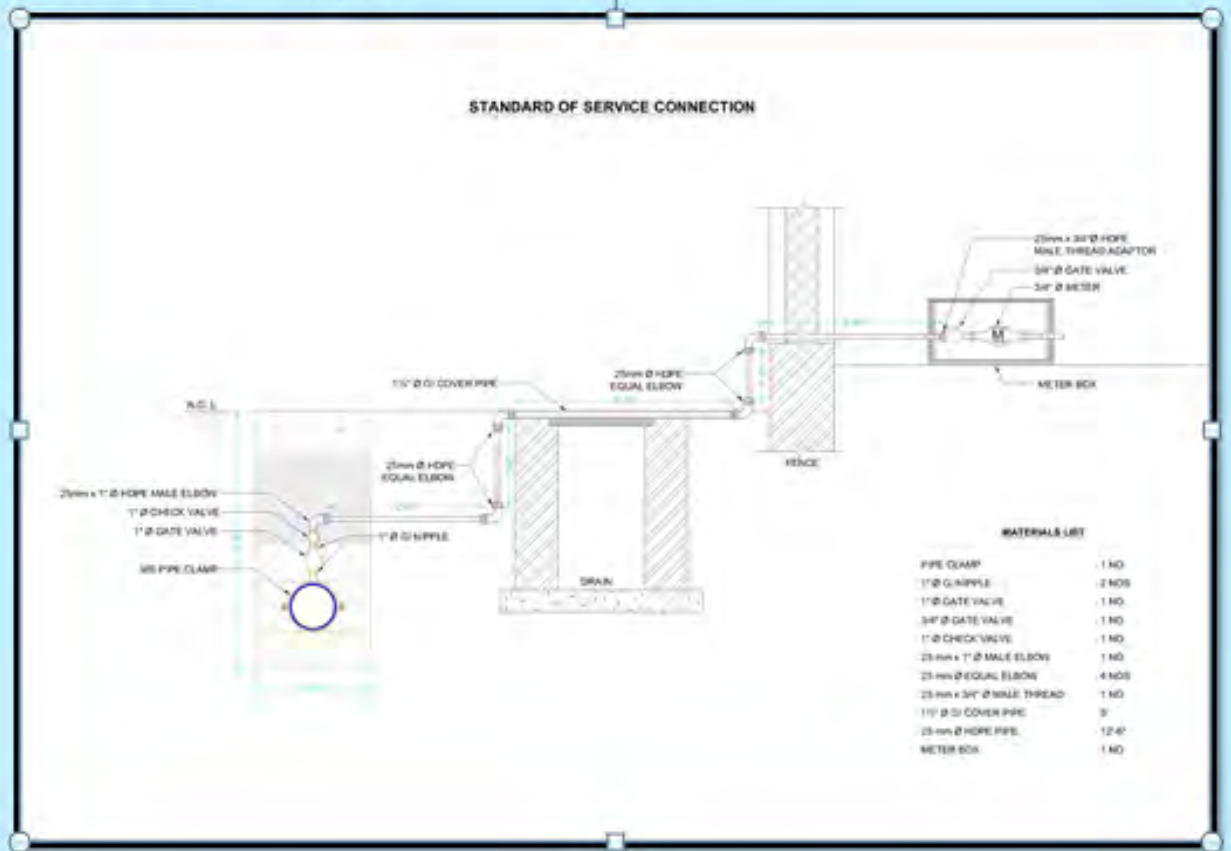 STANDARD OF SERVICE CONNECTION
25mm x 3/4" Ø HDPE
MALE THREAD ADAPTOR
3/4" Ø GATE VALVE
3/4" Ø METER
M
METER BOX
25mm Ø HDPE
EQUAL ELBOW
1½" Ø GI COVER PIPE
N.G.L
FENCE
25mm Ø HDPE
EQUAL ELBOW
25mm x 1" Ø HDPE MALE ELBOW
1" Ø CHECK VALVE
1" Ø GATE VALVE
1" Ø GI NIPPLE
PIPE CLAMP
DRAIN
MATERIALS LIST
PIPE CLAMP - 1 NO
1" Ø G.I NIPPLE - 2 NOS
1" Ø GATE VALVE - 1 NO
3/4" Ø GATE VALVE - 1 NO
1" Ø CHECK VALVE - 1 NO
25 mm x 1" Ø MALE ELBOW - 1 NO
25 mm Ø EQUAL ELBOW - 4 NOS
25 mm x 3/4" Ø MALE THREAD - 1 NO
1½" Ø GI COVER PIPE
25 mm Ø HDPE PIPE
METER BOX - 1 NO